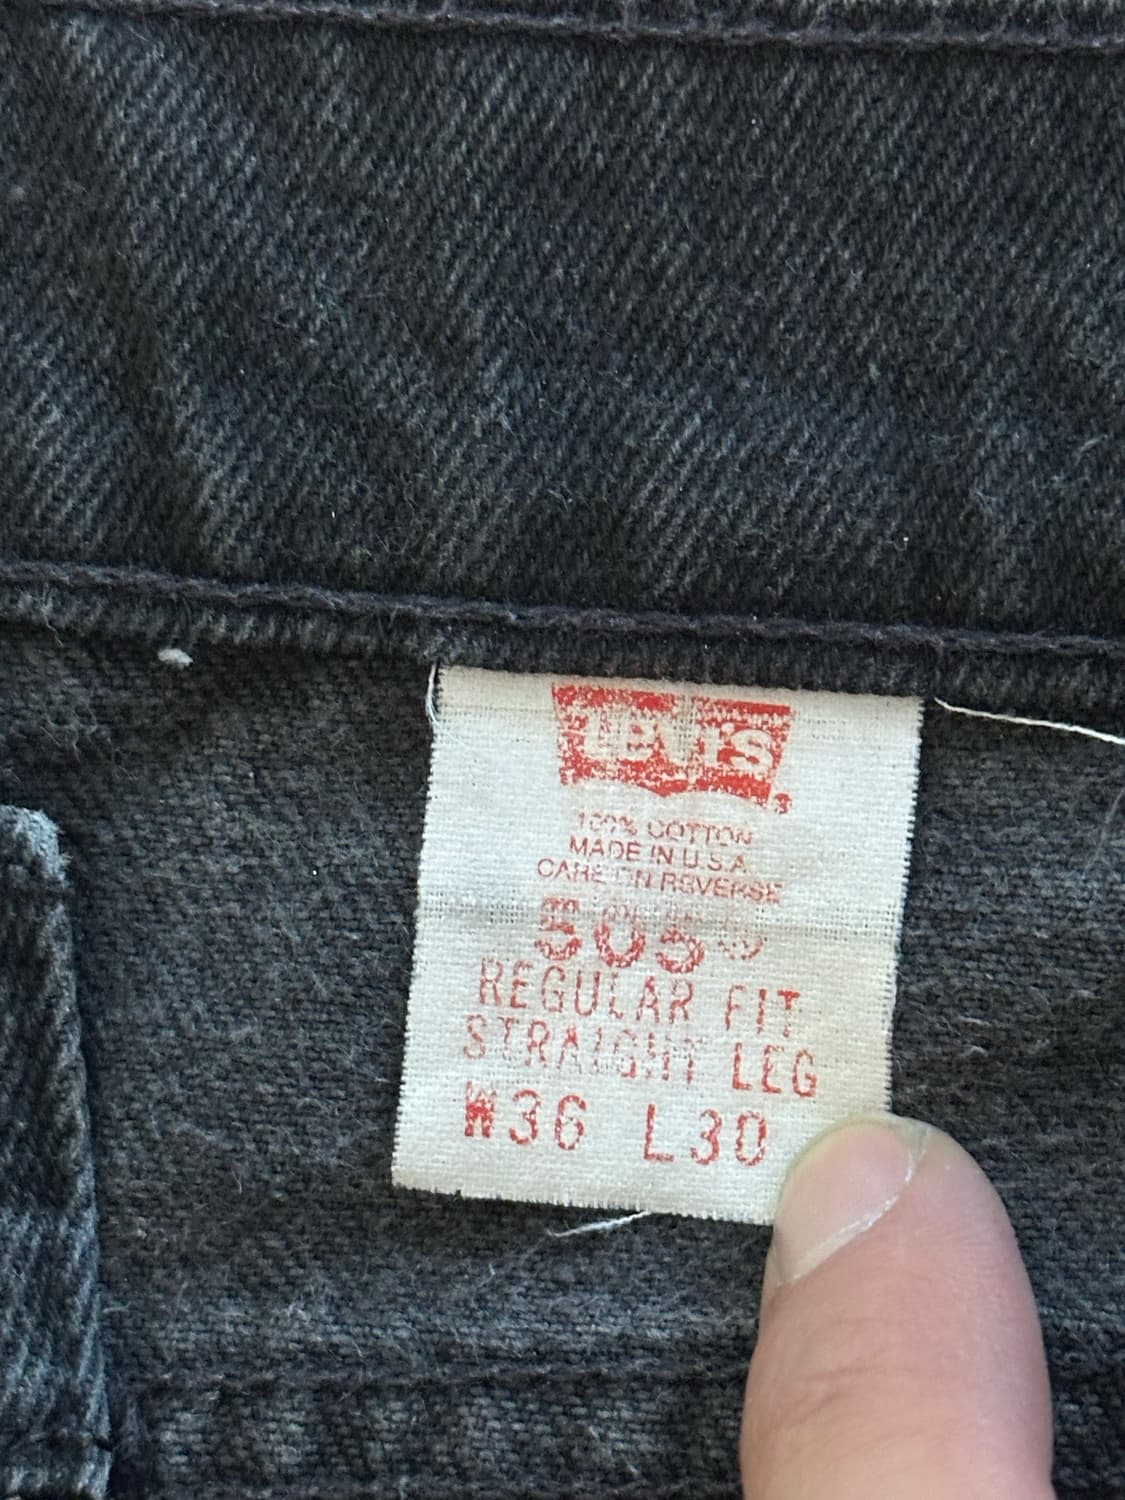 Levi's
100% COTTON
MADE IN U.S.A.
CARE ON REVERSE
505®
REGULAR FIT
STRAIGHT LEG
W36 L30